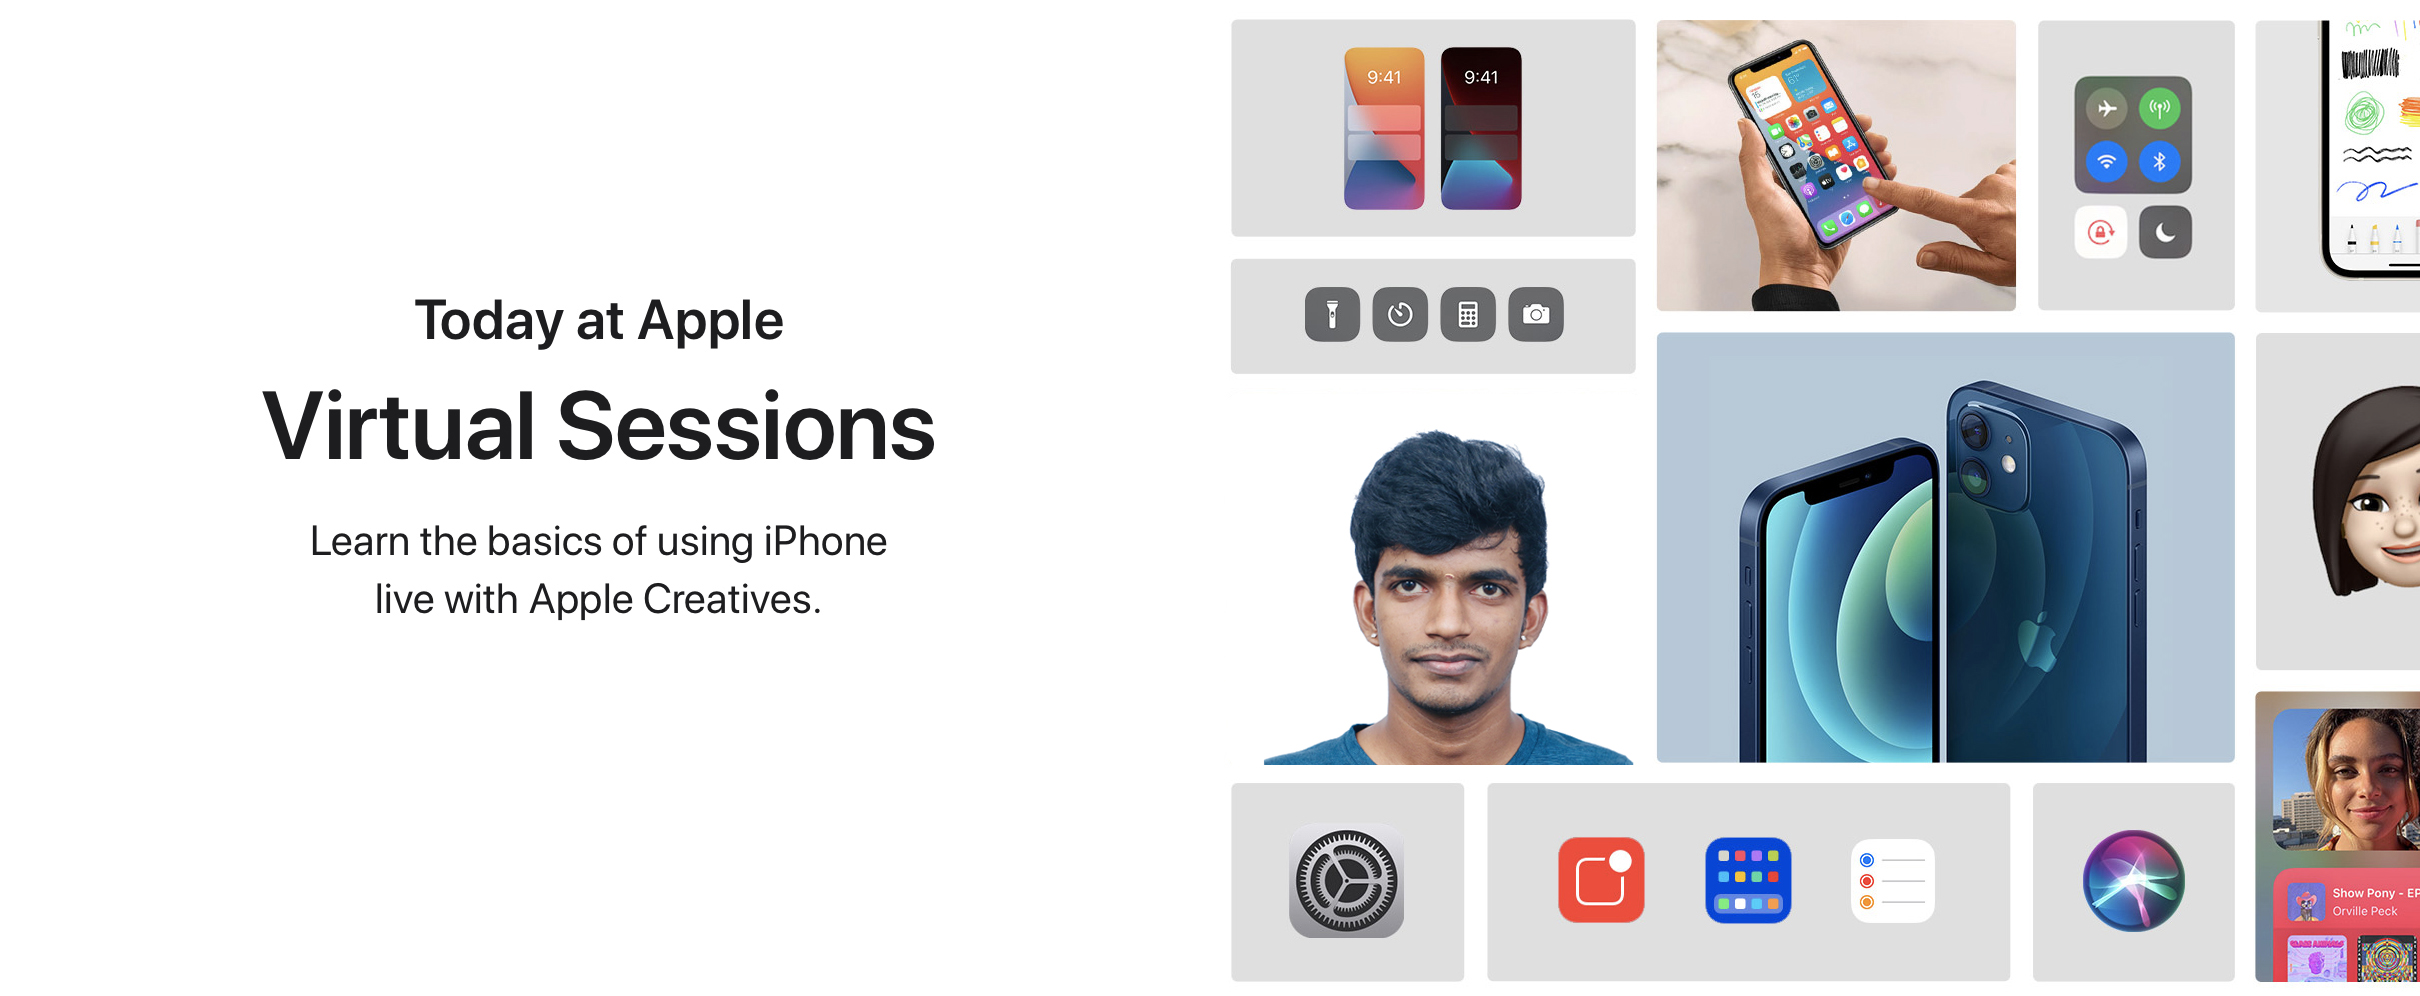 Today at Apple
Virtual Sessions
Learn the basics of using iPhone
live with Apple Creatives.
9:41
9:41
Show Pony - EP
Orville Peck